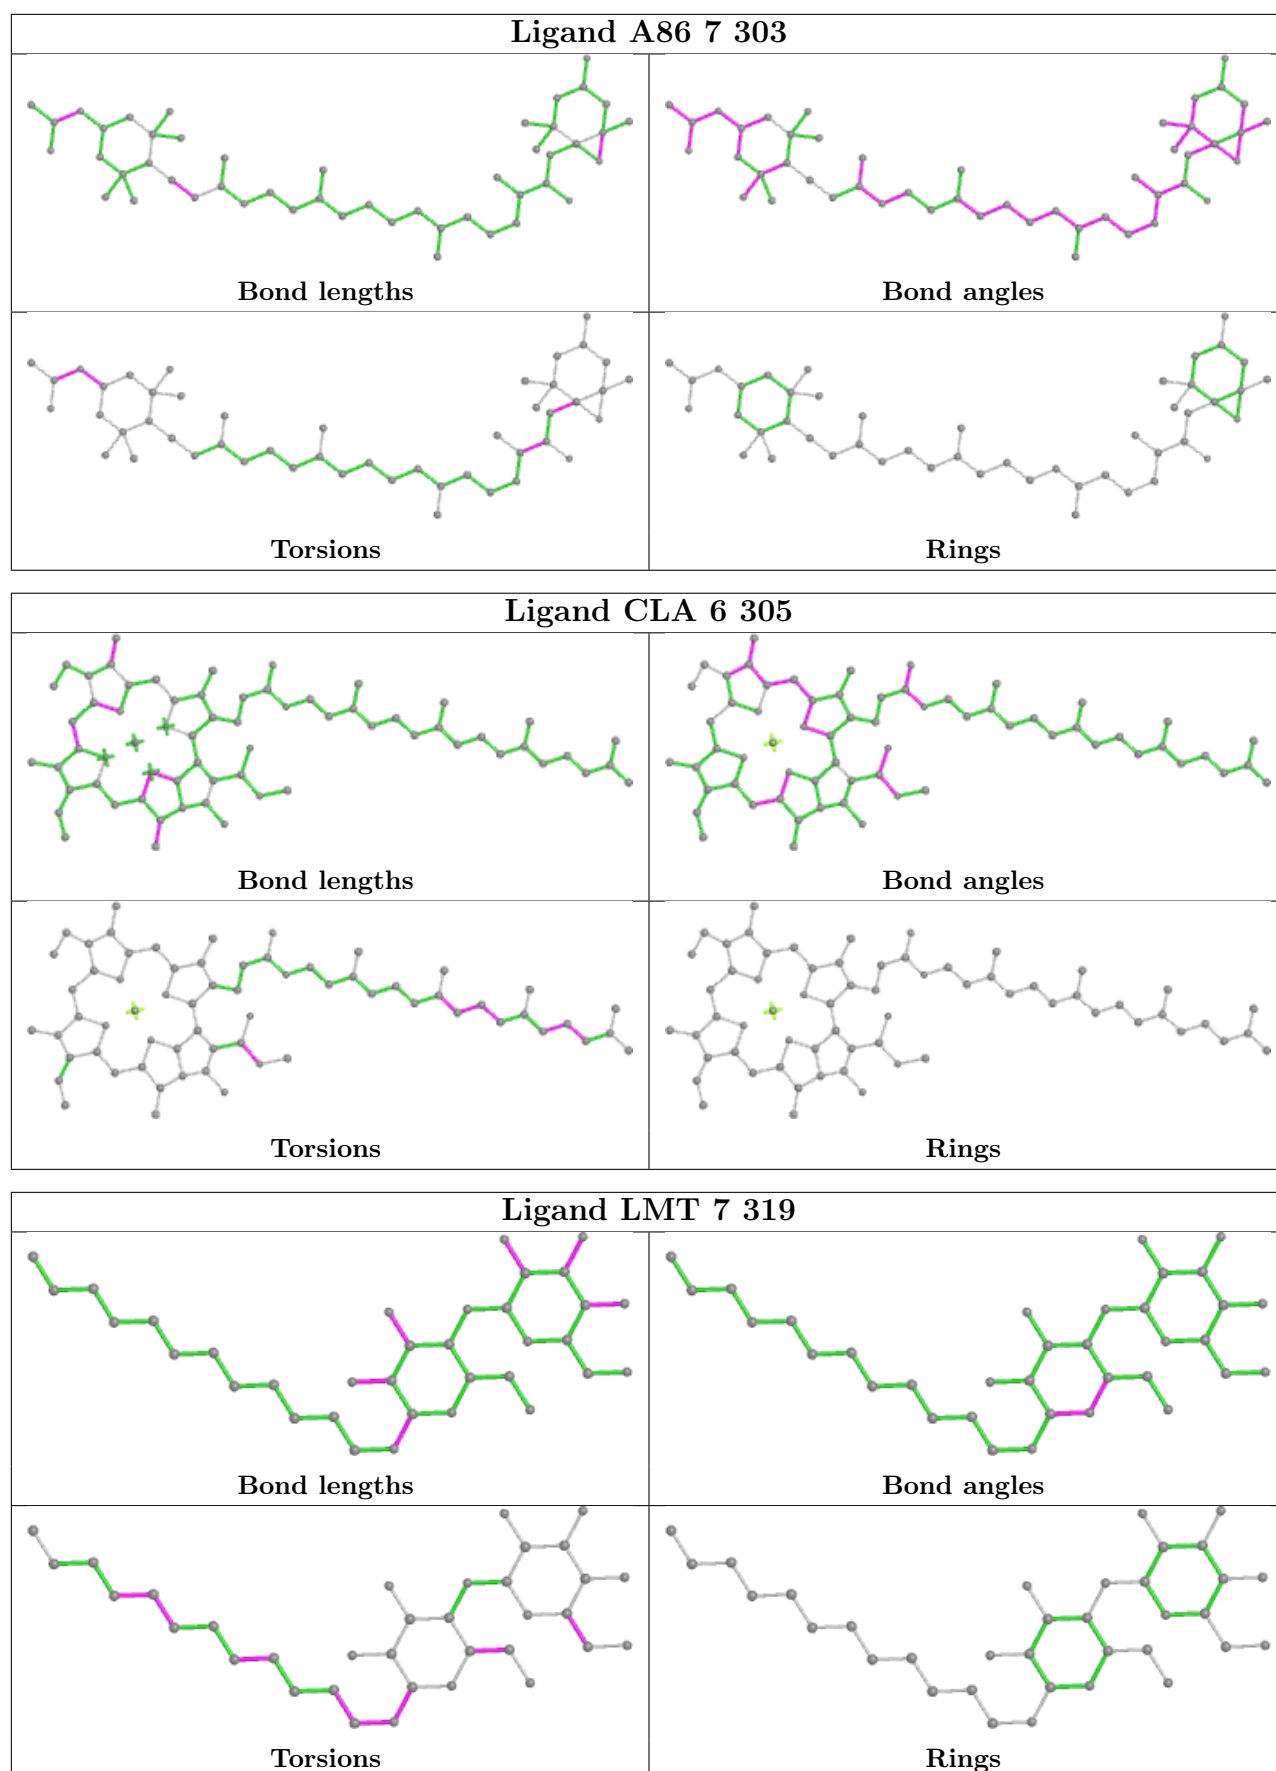 Ligand A86 7 303
Bond lengths
Bond angles
Torsions
Rings
Ligand CLA 6 305
Bond lengths
Bond angles
Torsions
Rings
Ligand LMT 7 319
Bond lengths
Bond angles
Torsions
Rings